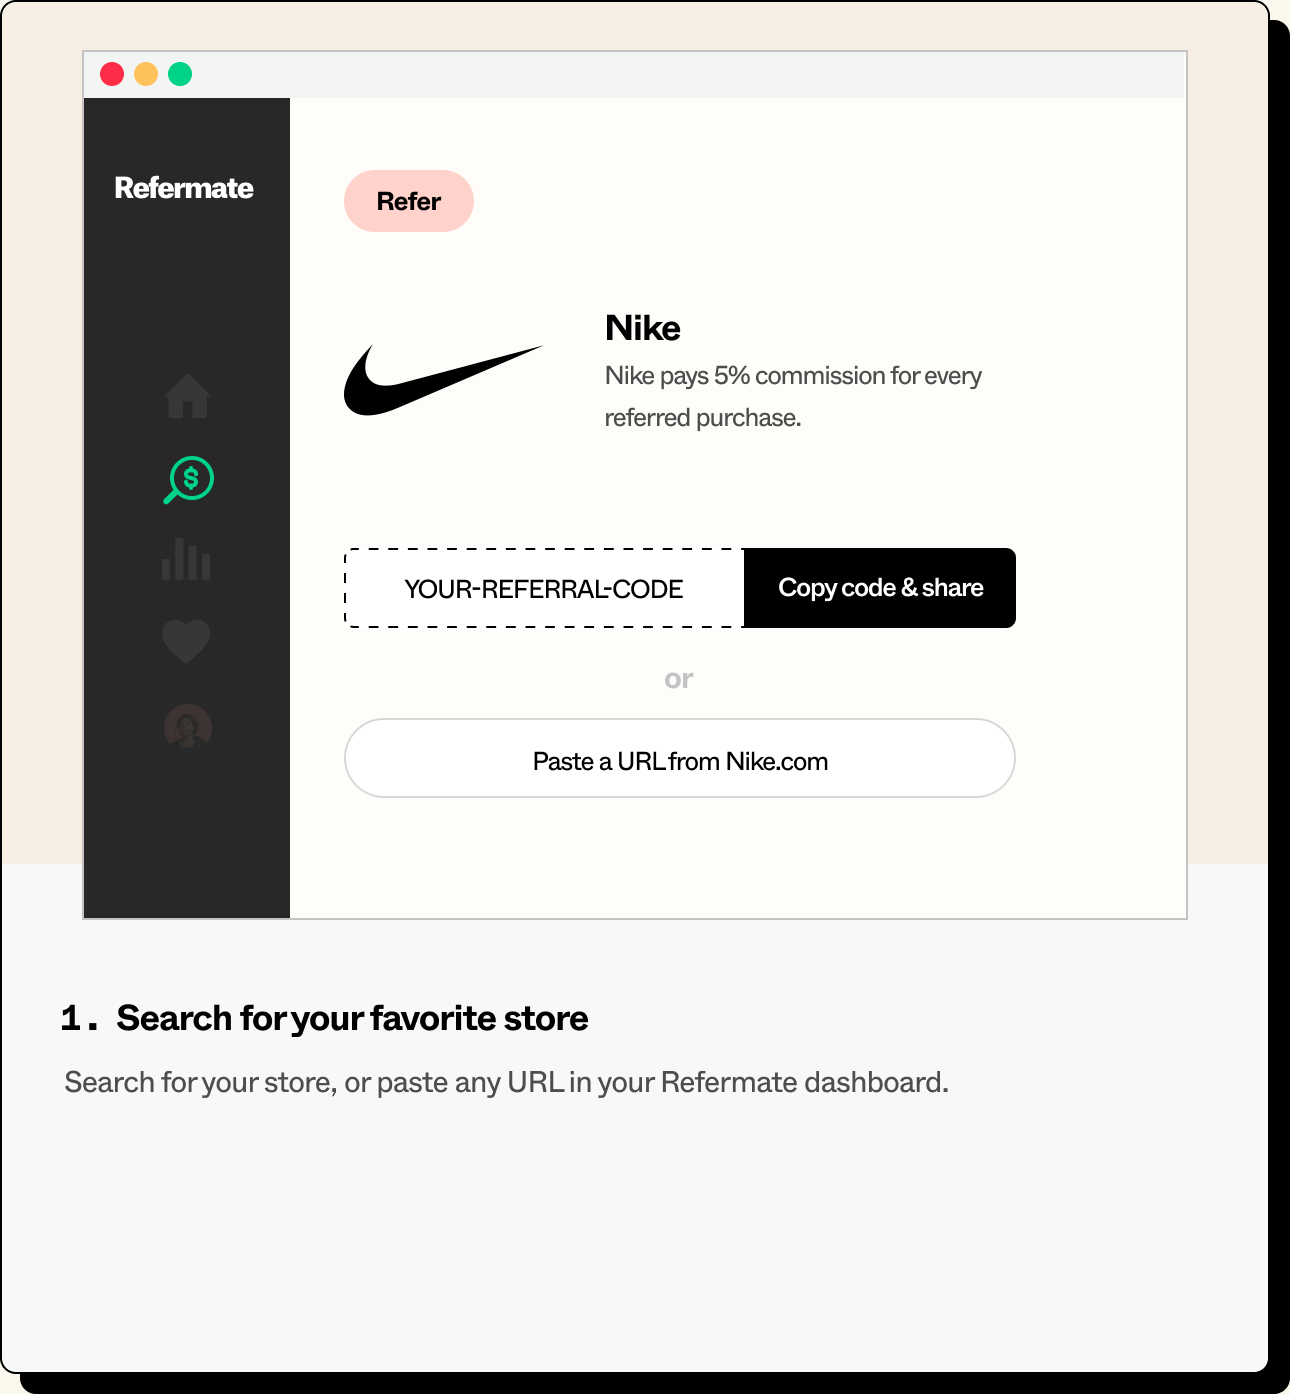 Refermate
Refer
Nike
Nike pays 5% commission for every
referred purchase.
YOUR-REFERRAL-CODE
Copy code & share
or
Paste a URL from Nike.com
1. Search for your favorite store
Search for your store, or paste any URL in your Refermate dashboard.